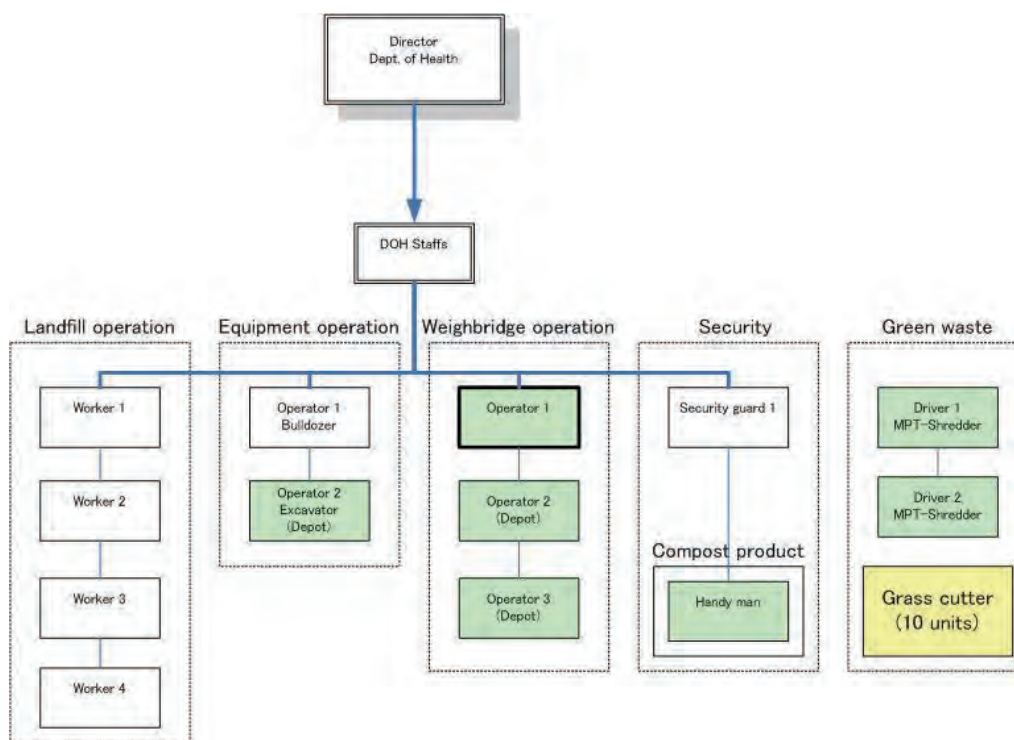 Director
Dept. of Health
DOH Staffs
Landfill operation
Equipment operation
Weighbridge operation
Security
Green waste
Worker 1
Operator 1
Bulldozer
Operator 1
Security guard 1
Driver 1
MPT-Shredder
Worker 2
Operator 2
Excavator
(Depot)
Operator 2
(Depot)
Driver 2
MPT-Shredder
Compost product
Worker 3
Operator 3
(Depot)
Handy man
Grass cutter
(10 units)
Worker 4